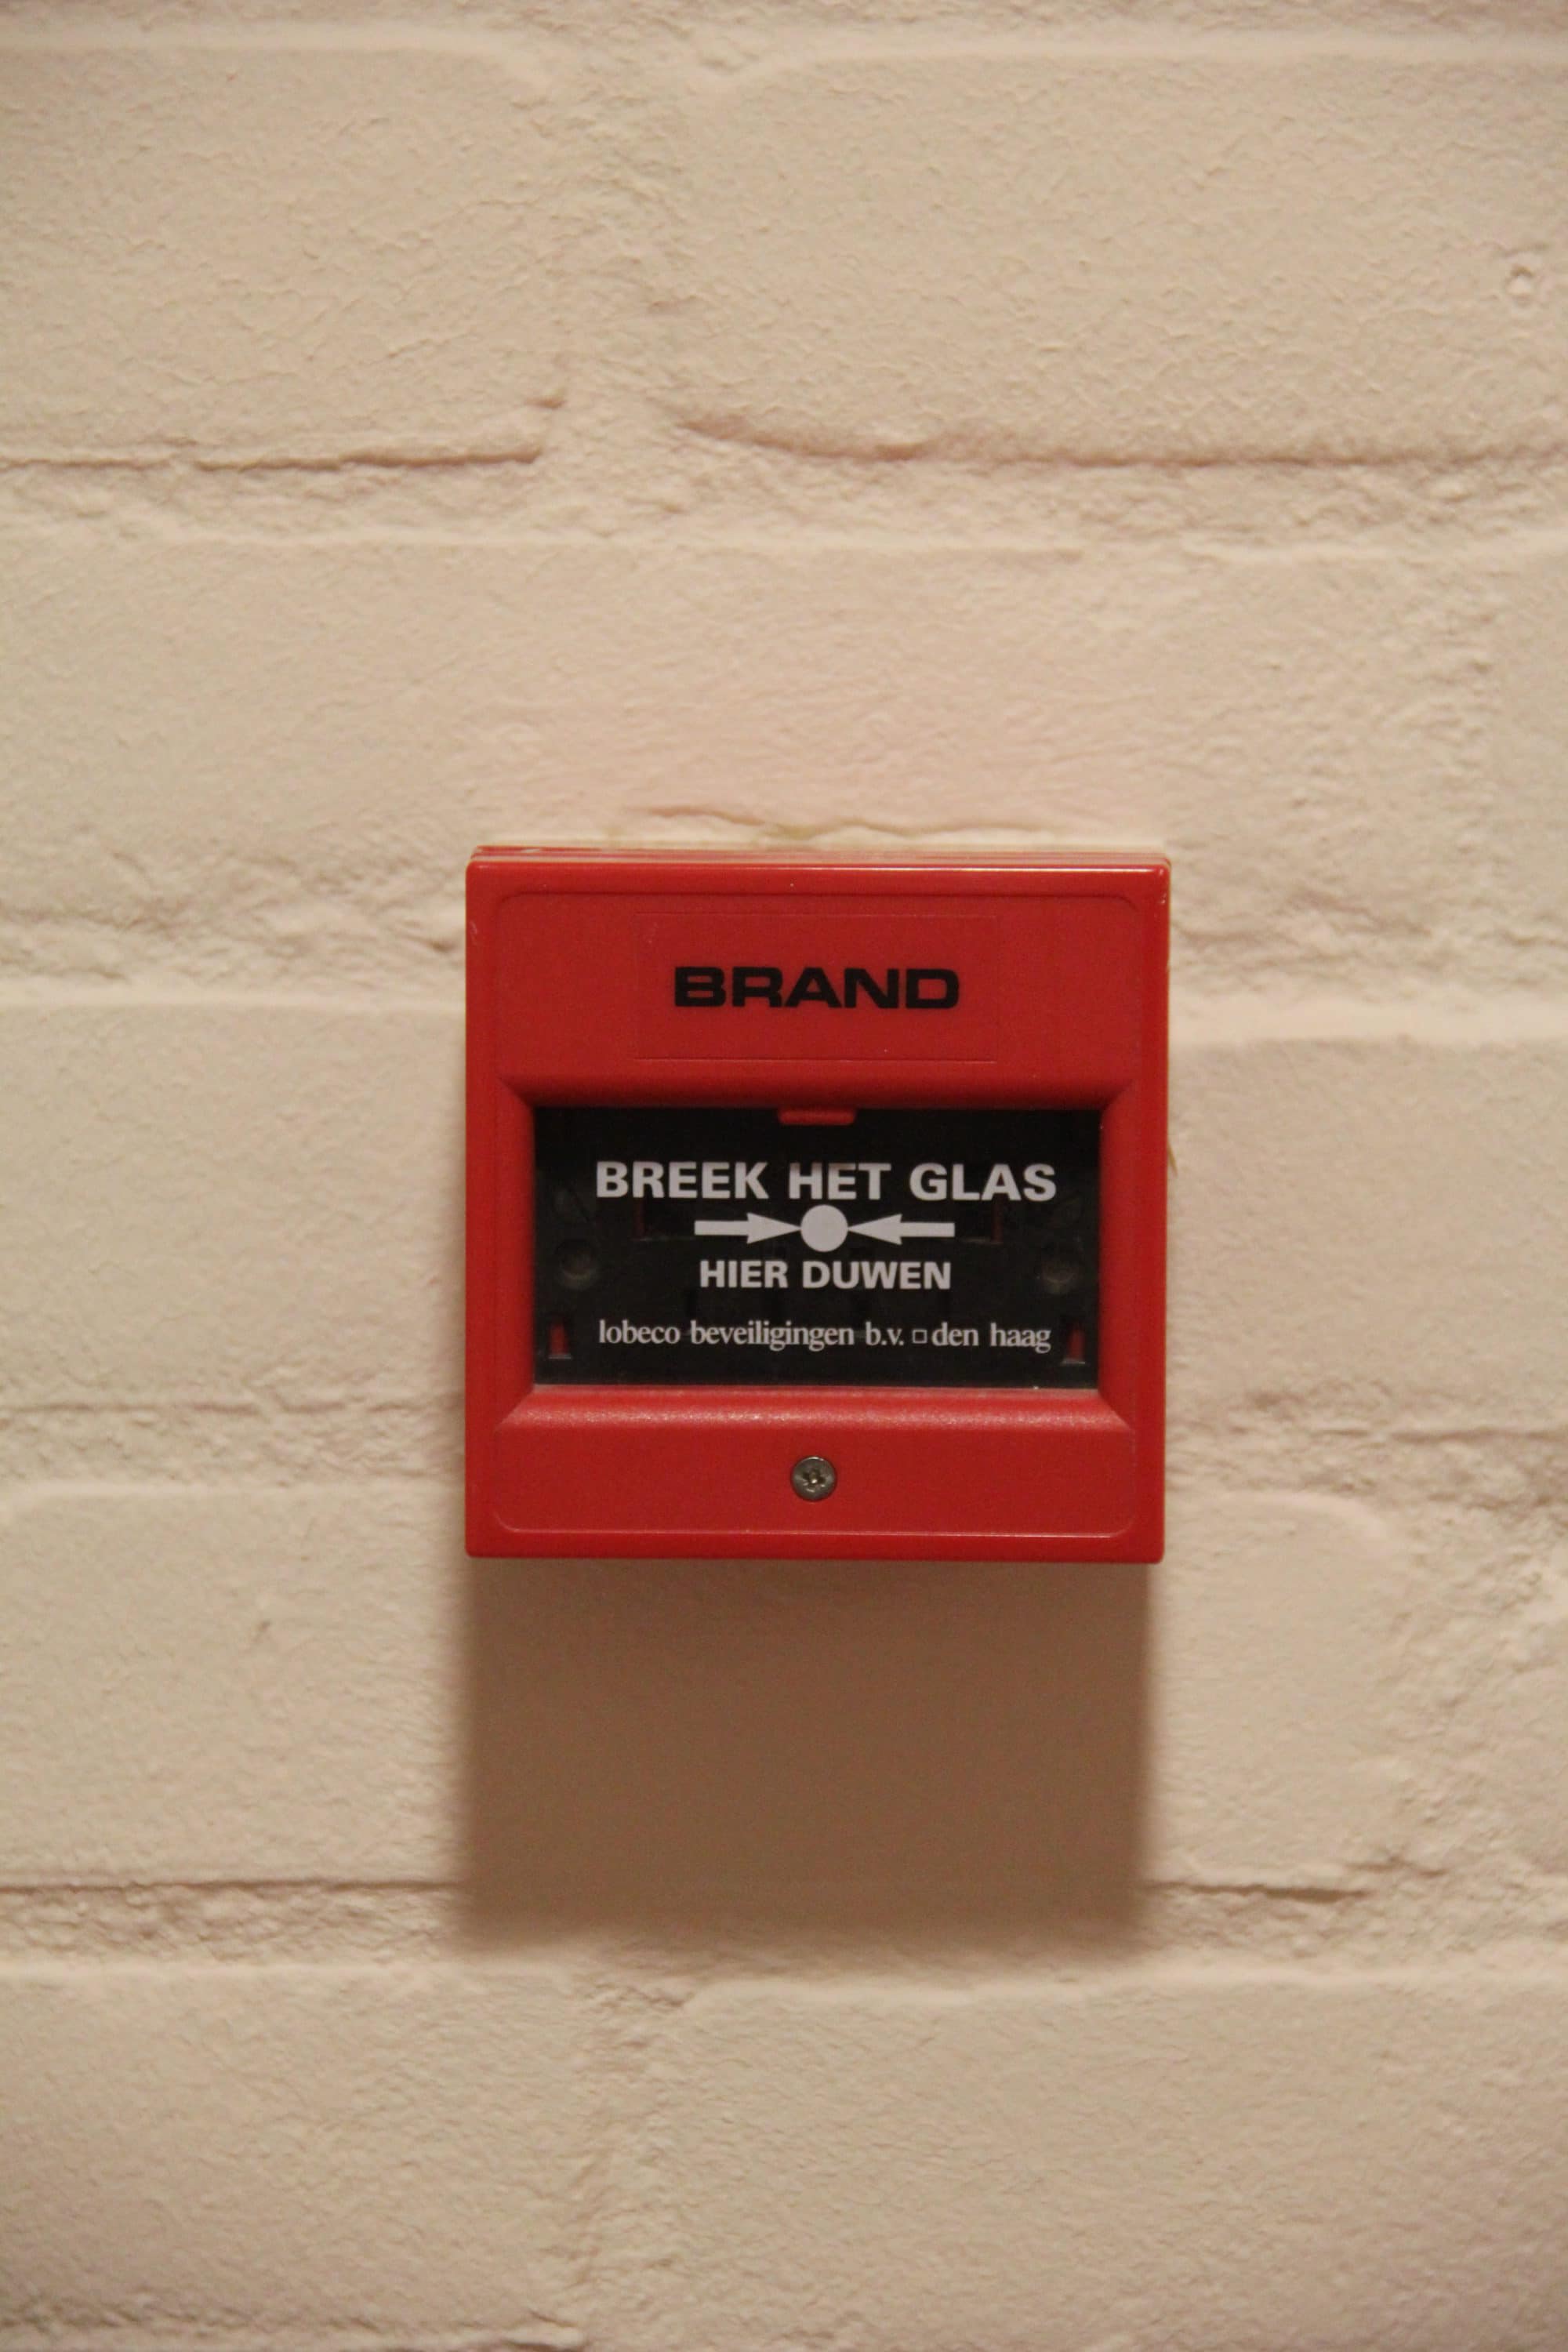 BRAND
BREEK HET GLAS
HIER DUWEN
lobeco beveiligingen b.v. □ den haag